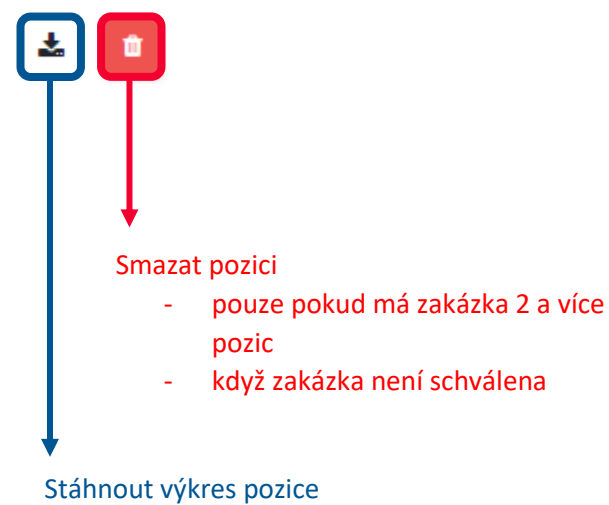 Smazat pozici
- pouze pokud má zakázka 2 a více
pozic
- když zakázka není schválena
Stáhnout výkres pozice